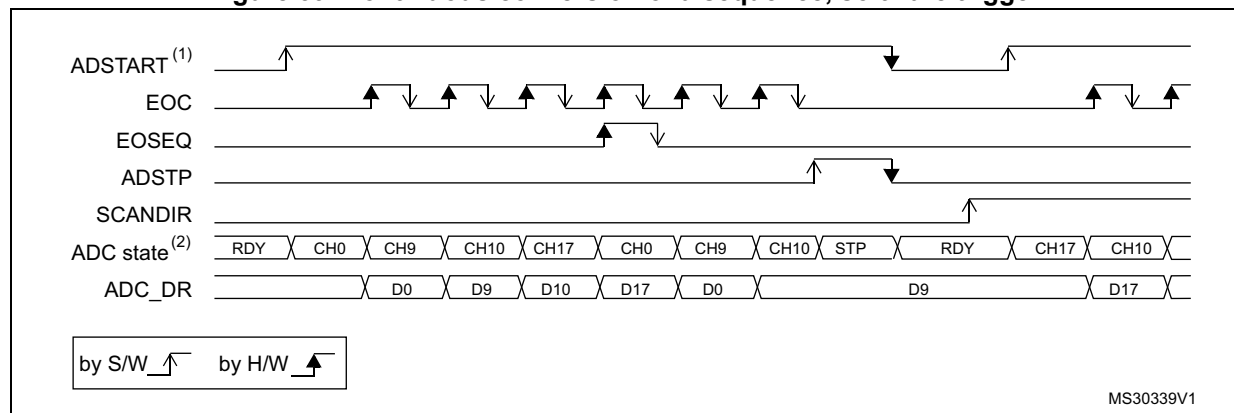 ADSTART (1)
EOC
EOSEQ
ADSTP
SCANDIR
ADC state (2) RDY CH0 CH9 CH10 CH17 CH0 CH9 CH10 STP RDY CH17 CH10
ADC_DR D0 D9 D10 D17 D0 D9 D17
by S/W by H/W
MS30339V1